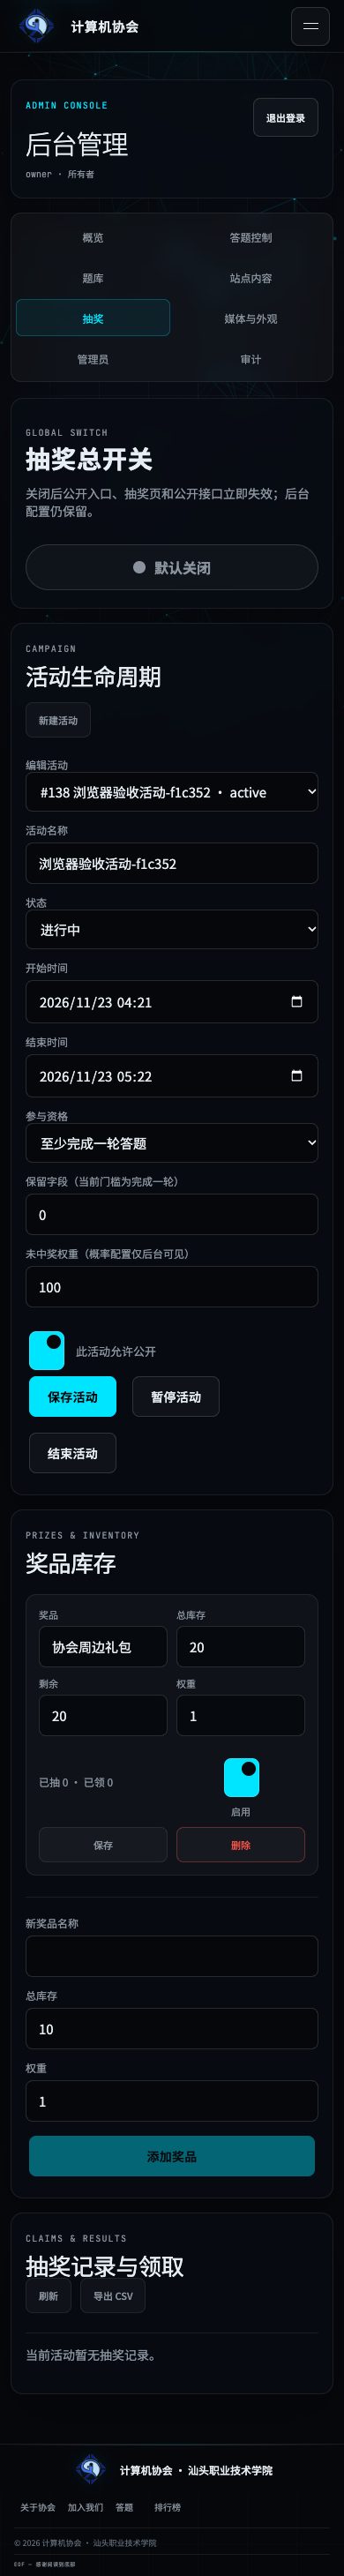 计算机协会
ADMIN CONSOLE
后台管理
退出登录
owner · 所有者
概览
答题控制
题库
站点内容
抽奖
媒体与外观
管理员
审计
GLOBAL SWITCH
抽奖总开关
关闭后公开入口、抽奖页和公开接口立即失效；后台
配置仍保留。
默认关闭
CAMPAIGN
活动生命周期
新建活动
编辑活动
#138 浏览器验收活动-f1c352 · active
活动名称
浏览器验收活动-f1c352
状态
进行中
开始时间
2026/11/23 04:21
结束时间
2026/11/23 05:22
参与资格
至少完成一轮答题
保留字段（当前门槛为完成一轮）
0
未中奖权重（概率配置仅后台可见）
100
此活动允许公开
保存活动
暂停活动
结束活动
PRIZES & INVENTORY
奖品库存
奖品
总库存
协会周边礼包
20
剩余
权重
20
1
已抽 0 · 已领 0
启用
保存
删除
新奖品名称
总库存
10
权重
1
添加奖品
CLAIMS & RESULTS
抽奖记录与领取
刷新
导出 CSV
当前活动暂无抽奖记录。
计算机协会 · 汕头职业技术学院
关于协会 加入我们 答题 排行榜
© 2026 计算机协会 · 汕头职业技术学院
EOF — 感谢阅读到底部